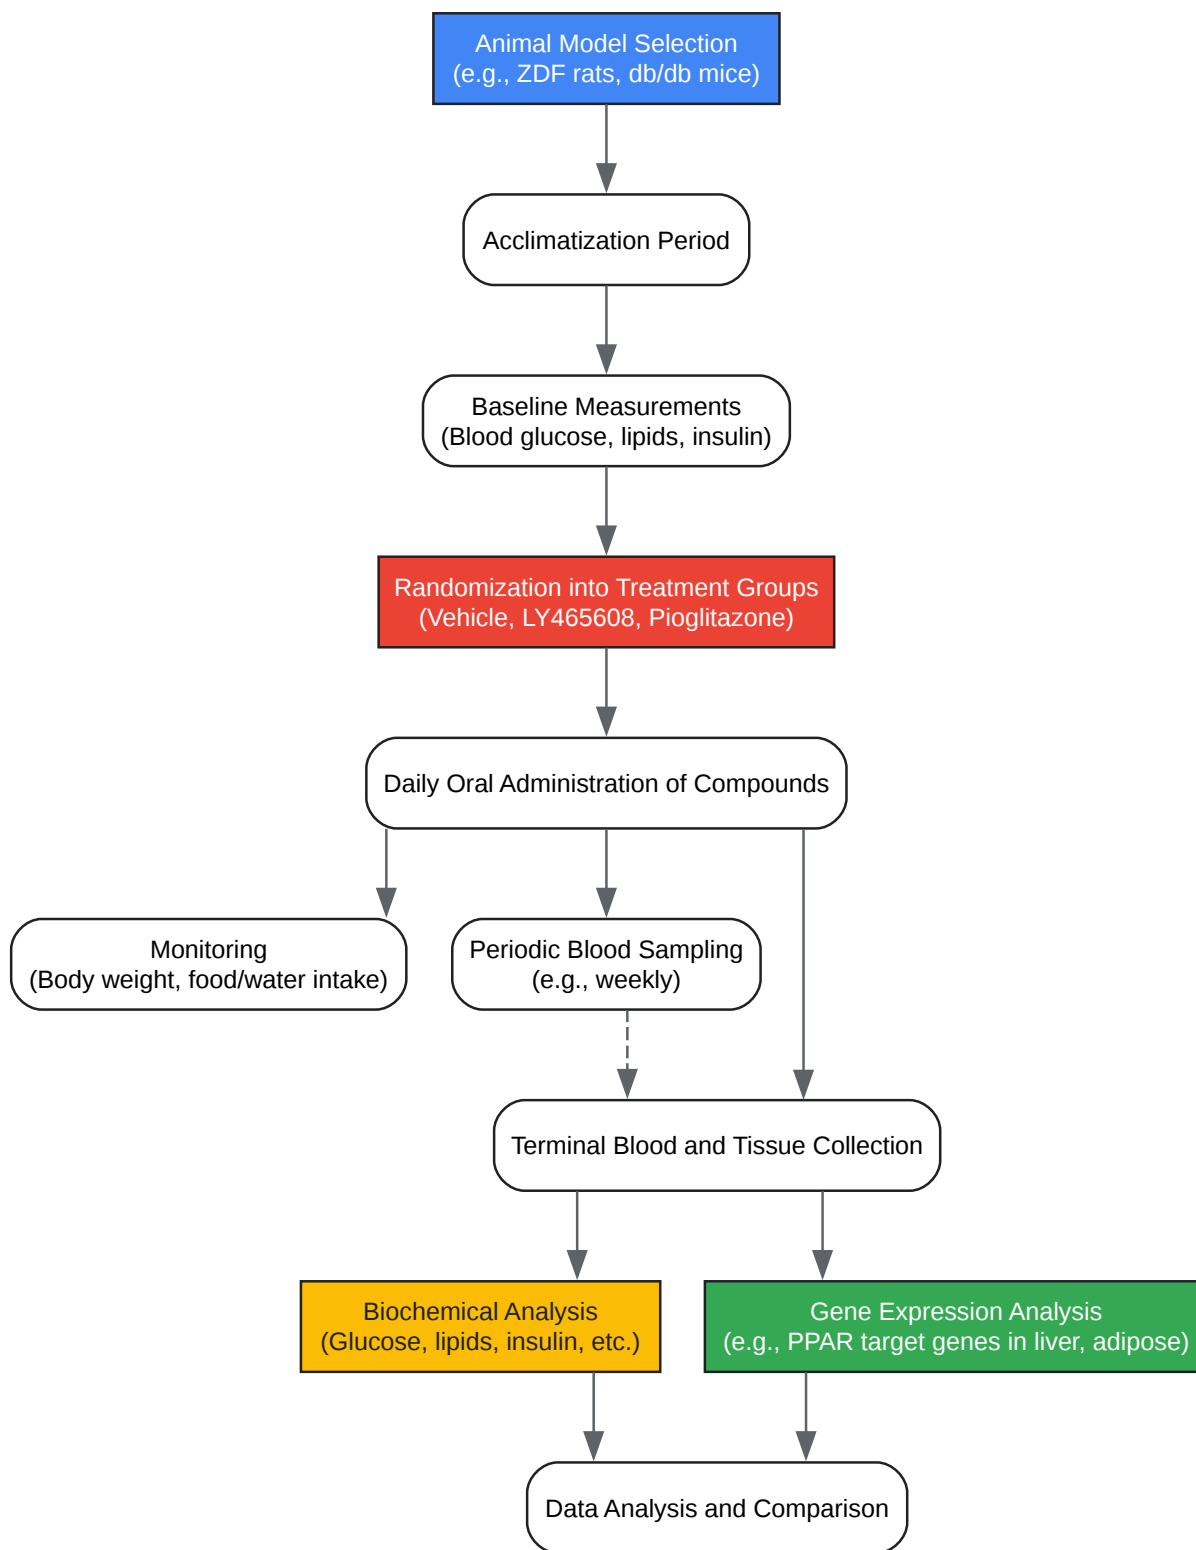 Animal Model Selection
(e.g., ZDF rats, db/db mice)
Acclimatization Period
Baseline Measurements
(Blood glucose, lipids, insulin)
Randomization into Treatment Groups
(Vehicle, LY465608, Pioglitazone)
Daily Oral Administration of Compounds
Monitoring
(Body weight, food/water intake)
Periodic Blood Sampling
(e.g., weekly)
Terminal Blood and Tissue Collection
Biochemical Analysis
(Glucose, lipids, insulin, etc.)
Gene Expression Analysis
(e.g., PPAR target genes in liver, adipose)
Data Analysis and Comparison